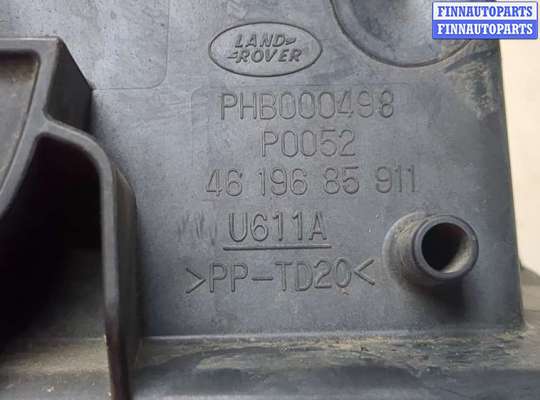 FINNAUTOPARTS
FINNAUTOPARTS
LAND-
-ROVER
PHB000498
P0052
46 196 85 911
U611A
>PP-TD20<